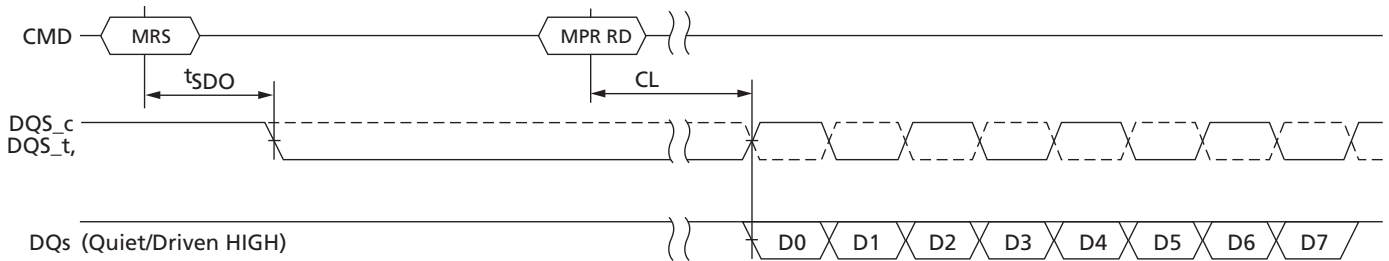 CMD MRS MPR RD
tSDO CL
DQS_c
DQS_t,
DQs (Quiet/Driven HIGH) D0 D1 D2 D3 D4 D5 D6 D7